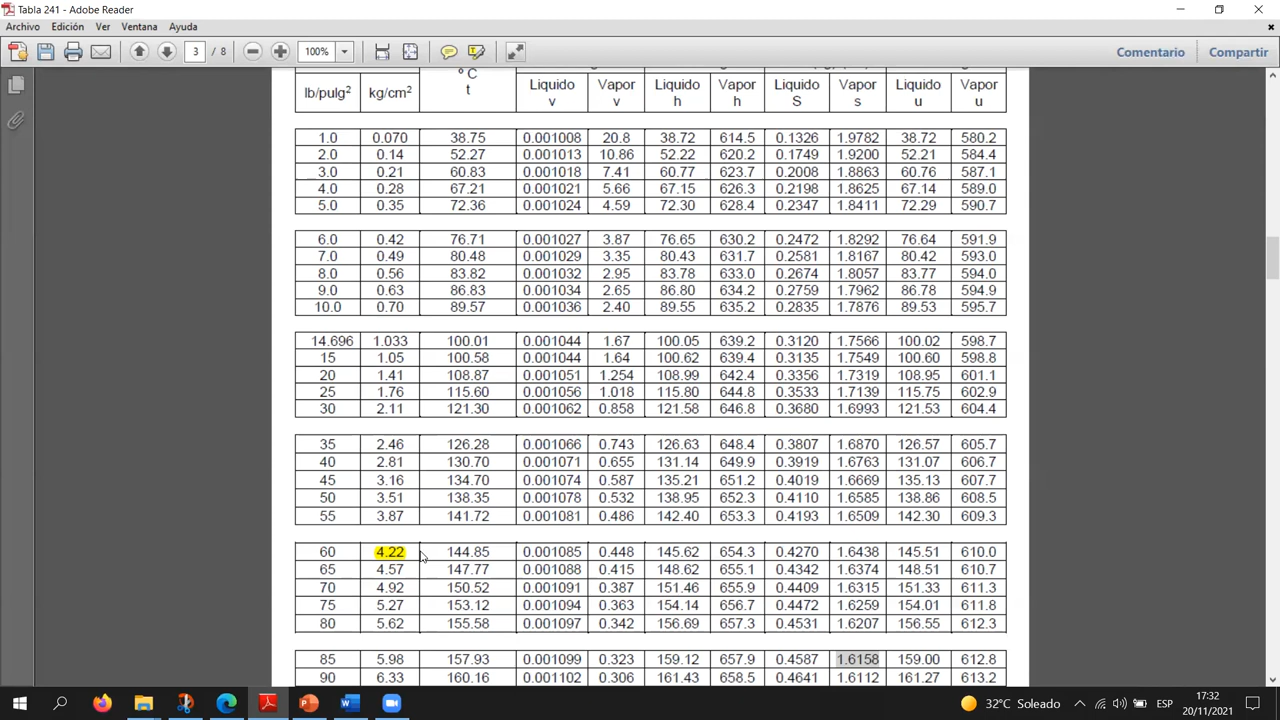 Tabla 241 - Adobe Reader
Archivo Edición Ver Ventana Ayuda
3 / 8 100% Comentario Compartir
º C
lb/pulg² kg/cm² t Liquido v Vapor v Liquido h Vapor h Liquido S Vapor s Liquido u Vapor u
1.0 0.070 38.75 0.001008 20.8 38.72 614.5 0.1326 1.9782 38.72 580.2
2.0 0.14 52.27 0.001013 10.86 52.22 620.2 0.1749 1.9200 52.21 584.4
3.0 0.21 60.83 0.001018 7.41 60.77 623.7 0.2008 1.8863 60.76 587.1
4.0 0.28 67.21 0.001021 5.66 67.15 626.3 0.2198 1.8625 67.14 589.0
5.0 0.35 72.36 0.001024 4.59 72.30 628.4 0.2347 1.8411 72.29 590.7
6.0 0.42 76.71 0.001027 3.87 76.65 630.2 0.2472 1.8292 76.64 591.9
7.0 0.49 80.48 0.001029 3.35 80.43 631.7 0.2581 1.8167 80.42 593.0
8.0 0.56 83.82 0.001032 2.95 83.78 633.0 0.2674 1.8057 83.77 594.0
9.0 0.63 86.83 0.001034 2.65 86.80 634.2 0.2759 1.7962 86.78 594.9
10.0 0.70 89.57 0.001036 2.40 89.55 635.2 0.2835 1.7876 89.53 595.7
14.696 1.033 100.01 0.001044 1.67 100.05 639.2 0.3120 1.7566 100.02 598.7
15 1.05 100.58 0.001044 1.64 100.62 639.4 0.3135 1.7549 100.60 598.8
20 1.41 108.87 0.001051 1.254 108.99 642.4 0.3356 1.7319 108.95 601.1
25 1.76 115.60 0.001056 1.018 115.80 644.8 0.3533 1.7139 115.75 602.9
30 2.11 121.30 0.001062 0.858 121.58 646.8 0.3680 1.6993 121.53 604.4
35 2.46 126.28 0.001066 0.743 126.63 648.4 0.3807 1.6870 126.57 605.7
40 2.81 130.70 0.001071 0.655 131.14 649.9 0.3919 1.6763 131.07 606.7
45 3.16 134.70 0.001074 0.587 135.21 651.2 0.4019 1.6669 135.13 607.7
50 3.51 138.35 0.001078 0.532 138.95 652.3 0.4110 1.6585 138.86 608.5
55 3.87 141.72 0.001081 0.486 142.40 653.3 0.4193 1.6509 142.30 609.3
60 4.22 144.85 0.001085 0.448 145.62 654.3 0.4270 1.6438 145.51 610.0
65 4.57 147.77 0.001088 0.415 148.62 655.1 0.4342 1.6374 148.51 610.7
70 4.92 150.52 0.001091 0.387 151.46 655.9 0.4409 1.6315 151.33 611.3
75 5.27 153.12 0.001094 0.363 154.14 656.7 0.4472 1.6259 154.01 611.8
80 5.62 155.58 0.001097 0.342 156.69 657.3 0.4531 1.6207 156.55 612.3
85 5.98 157.93 0.001099 0.323 159.12 657.9 0.4587 1.6158 159.00 612.8
90 6.33 160.16 0.001102 0.306 161.43 658.5 0.4641 1.6112 161.27 613.2
32°C Soleado ESP 17:32
20/11/2021